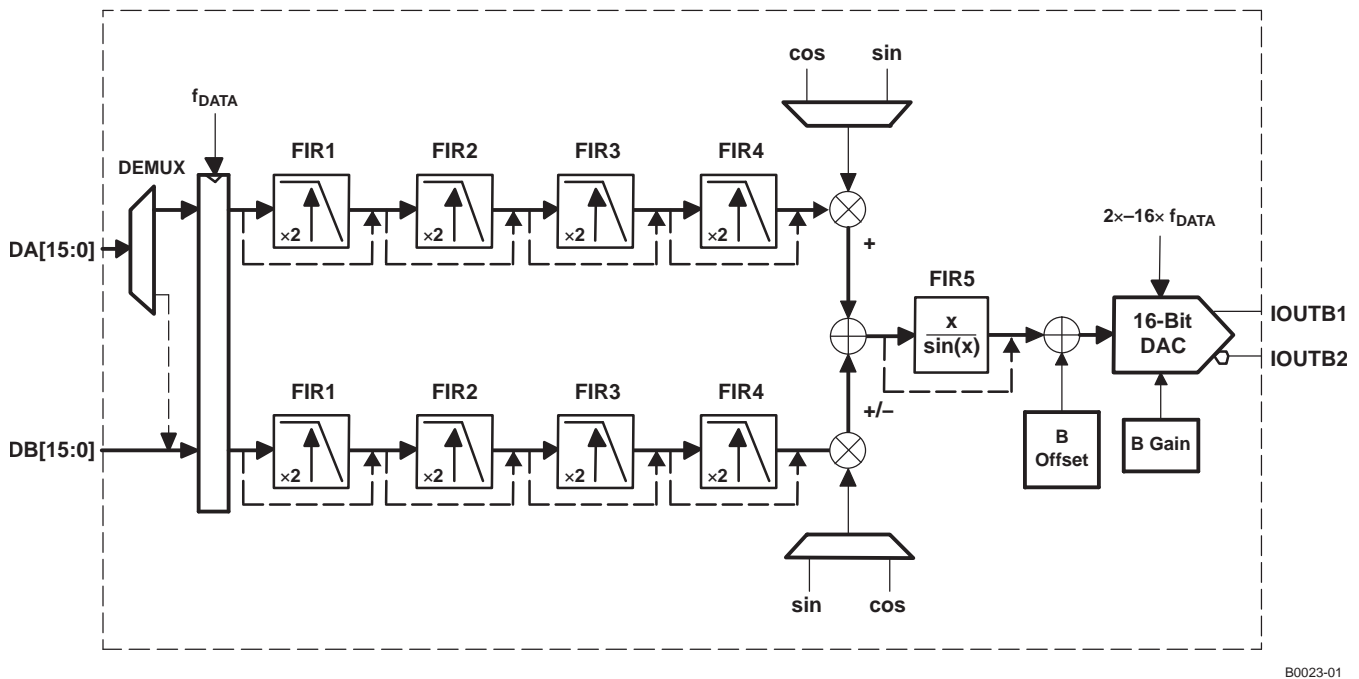 cos sin
f_DATA
DEMUX
FIR1 FIR2 FIR3 FIR4
×2 ×2 ×2 ×2
DA[15:0]
+
2×–16× f_DATA
FIR5
x
sin(x)
16-Bit
DAC
IOUTB1
IOUTB2
FIR1 FIR2 FIR3 FIR4
+/–
×2 ×2 ×2 ×2
DB[15:0]
B
Offset
B Gain
sin cos
B0023-01